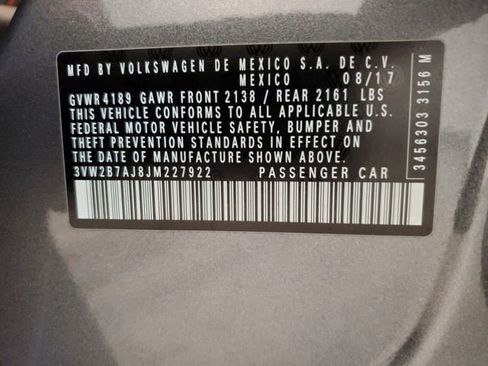 MFD BY VOLKSWAGEN DE MEXICO S.A. DE C.V.
MEXICO 08/17
GVWR 4189 GAWR FRONT 2138 / REAR 2161 LBS
THIS VEHICLE CONFORMS TO ALL APPLICABLE U.S.
FEDERAL MOTOR VEHICLE SAFETY, BUMPER AND
THEFT PREVENTION STANDARDS IN EFFECT ON THE
DATE OF MANUFACTURE SHOWN ABOVE.
3VW2B7AJ8JM227922 PASSENGER CAR
3456303 3156 M